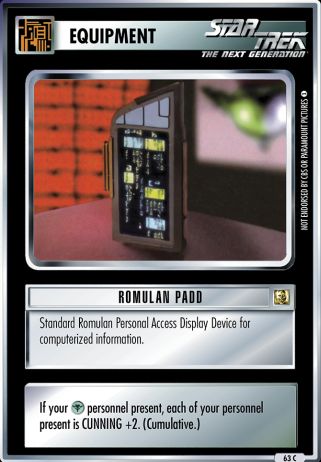 EQUIPMENT
STAR TREK
THE NEXT GENERATION
NOT ENDORSED BY CBS OR PARAMOUNT PICTURES
ROMULAN PADD
Standard Romulan Personal Access Display Device for
computerized information.
If your personnel present, each of your personnel
present is CUNNING +2. (Cumulative.)
63 C